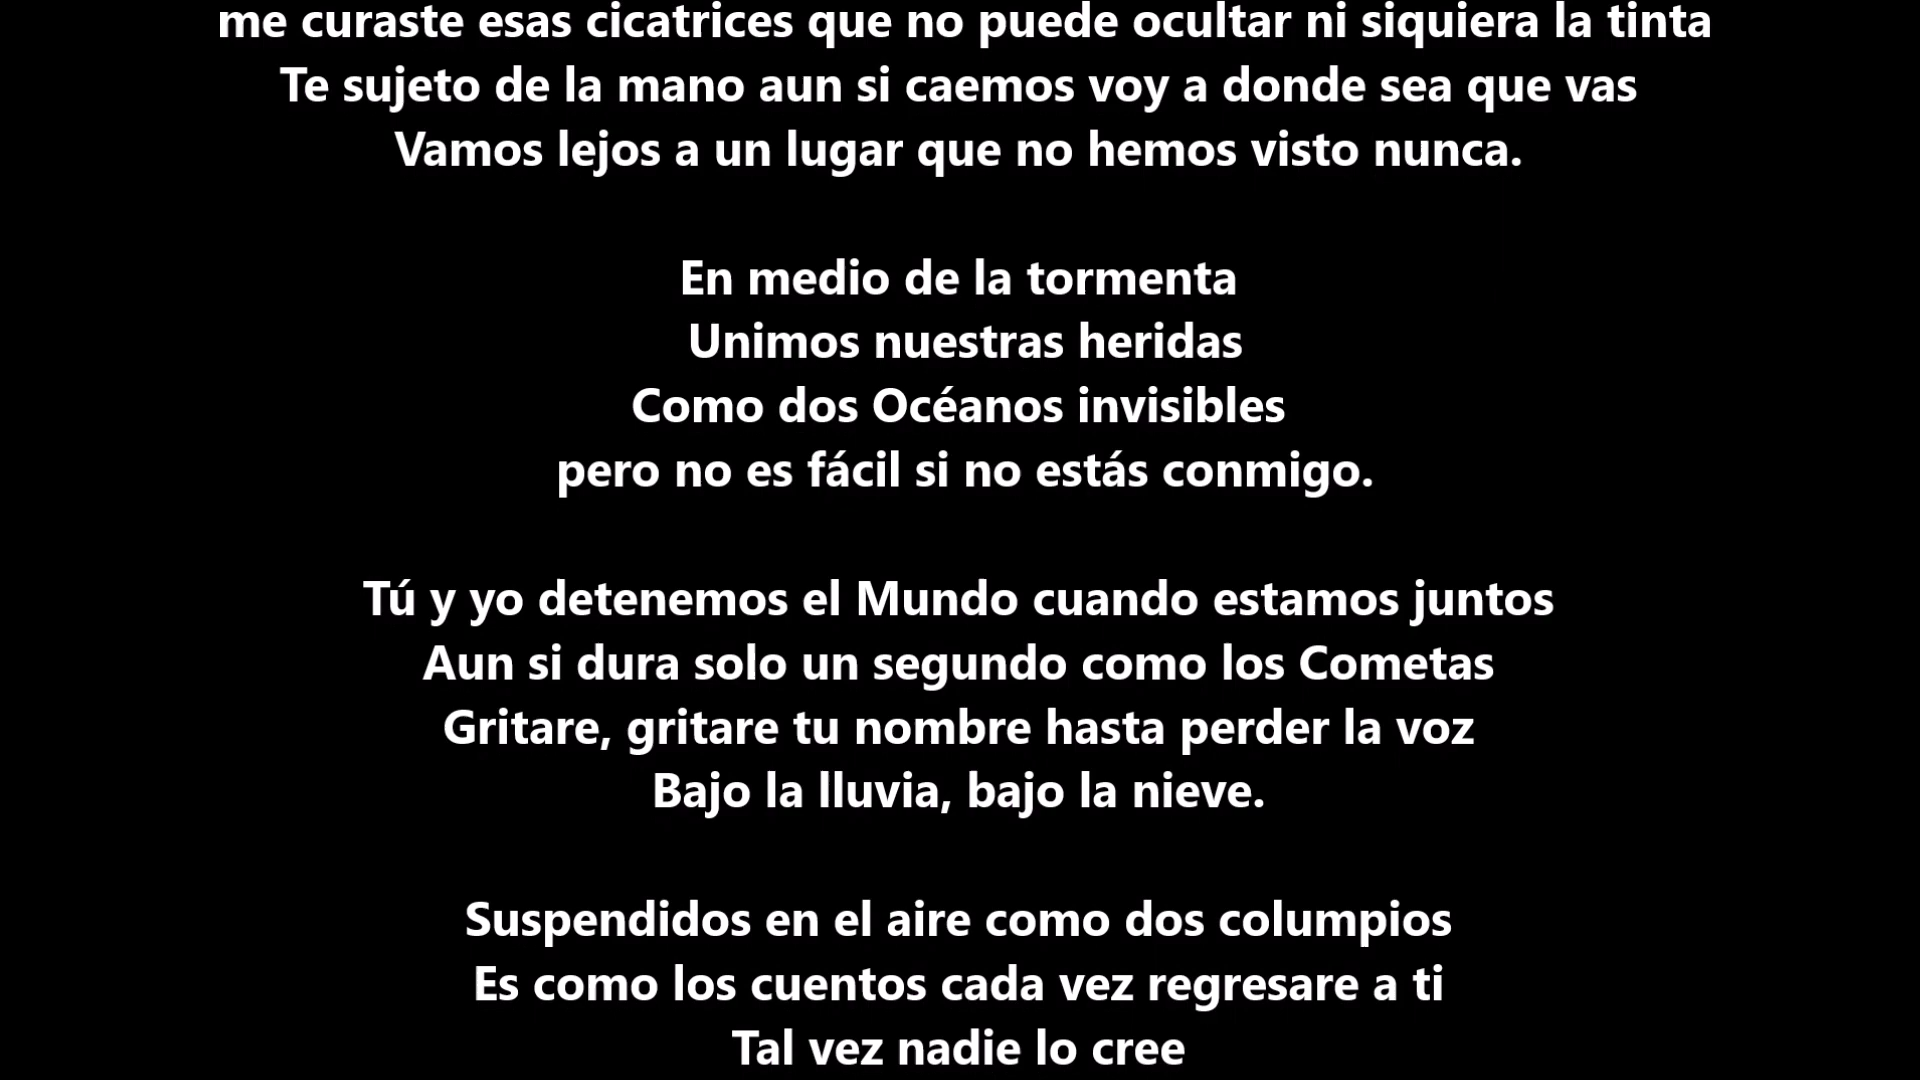 me curaste esas cicatrices que no puede ocultar ni siquiera la tinta
Te sujeto de la mano aun si caemos voy a donde sea que vas
Vamos lejos a un lugar que no hemos visto nunca.
En medio de la tormenta
Unimos nuestras heridas
Como dos Océanos invisibles
pero no es fácil si no estás conmigo.
Tú y yo detenemos el Mundo cuando estamos juntos
Aun si dura solo un segundo como los Cometas
Gritare, gritare tu nombre hasta perder la voz
Bajo la lluvia, bajo la nieve.
Suspendidos en el aire como dos columpios
Es como los cuentos cada vez regresare a ti
Tal vez nadie lo cree